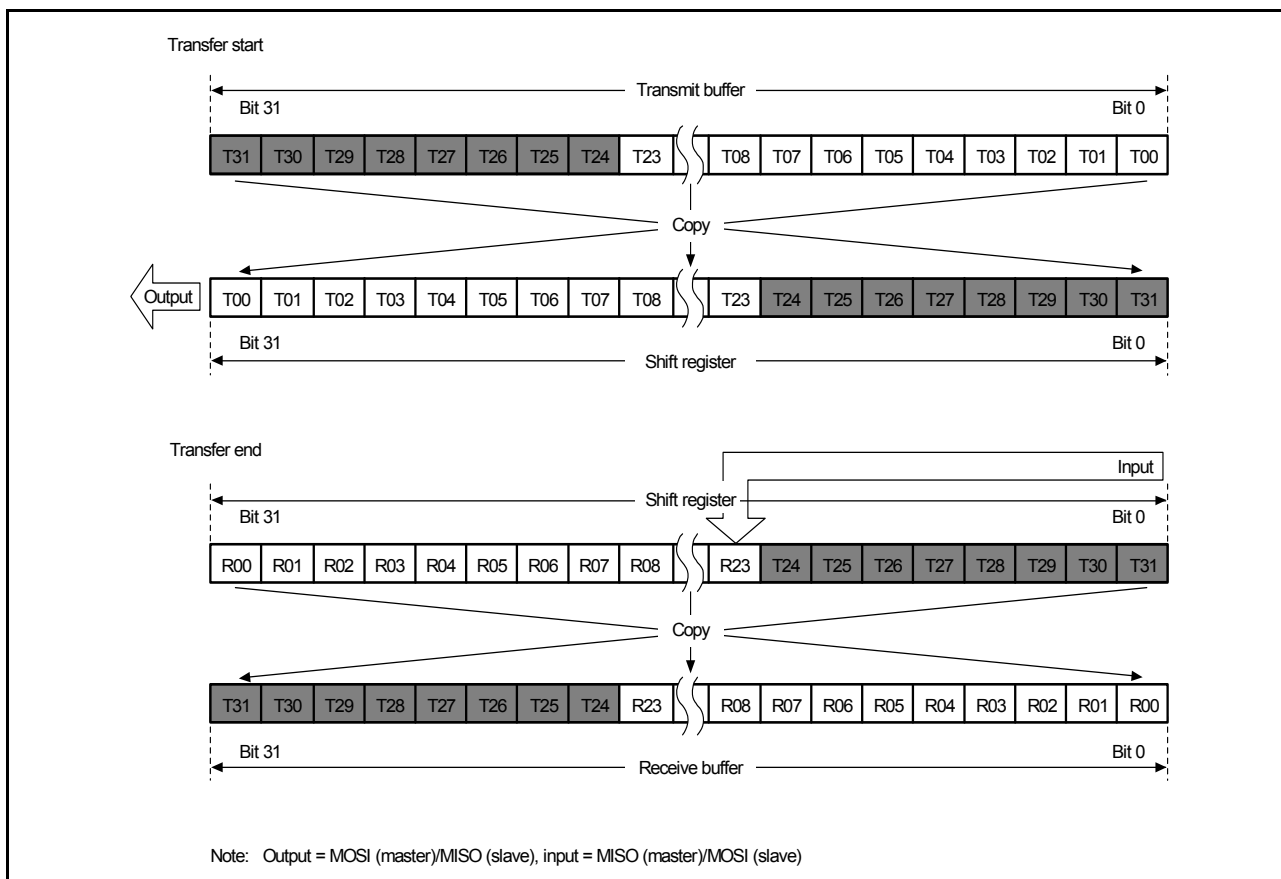 Transfer start
Transmit buffer
Bit 31 Bit 0
T31 T30 T29 T28 T27 T26 T25 T24 T23 T08 T07 T06 T05 T04 T03 T02 T01 T00
Copy
Output T00 T01 T02 T03 T04 T05 T06 T07 T08 T23 T24 T25 T26 T27 T28 T29 T30 T31
Bit 31 Bit 0
Shift register
Transfer end
Input
Shift register
Bit 31 Bit 0
R00 R01 R02 R03 R04 R05 R06 R07 R08 R23 T24 T25 T26 T27 T28 T29 T30 T31
Copy
T31 T30 T29 T28 T27 T26 T25 T24 R23 R08 R07 R06 R05 R04 R03 R02 R01 R00
Bit 31 Bit 0
Receive buffer
Note: Output = MOSI (master)/MISO (slave), input = MISO (master)/MOSI (slave)